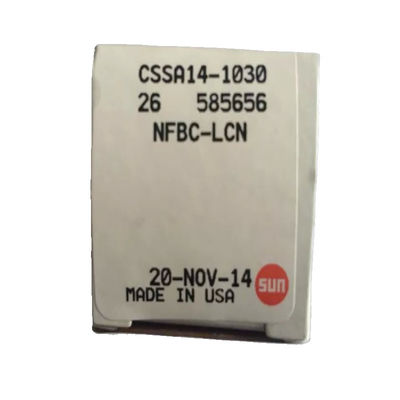 CSSA14-1030
26 585656
NFBC-LCN
20-NOV-14
MADE IN USA
sun